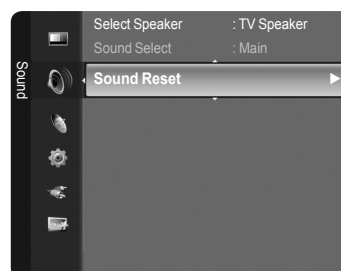 Sound
Select Speaker : TV Speaker
Sound Select : Main
Sound Reset